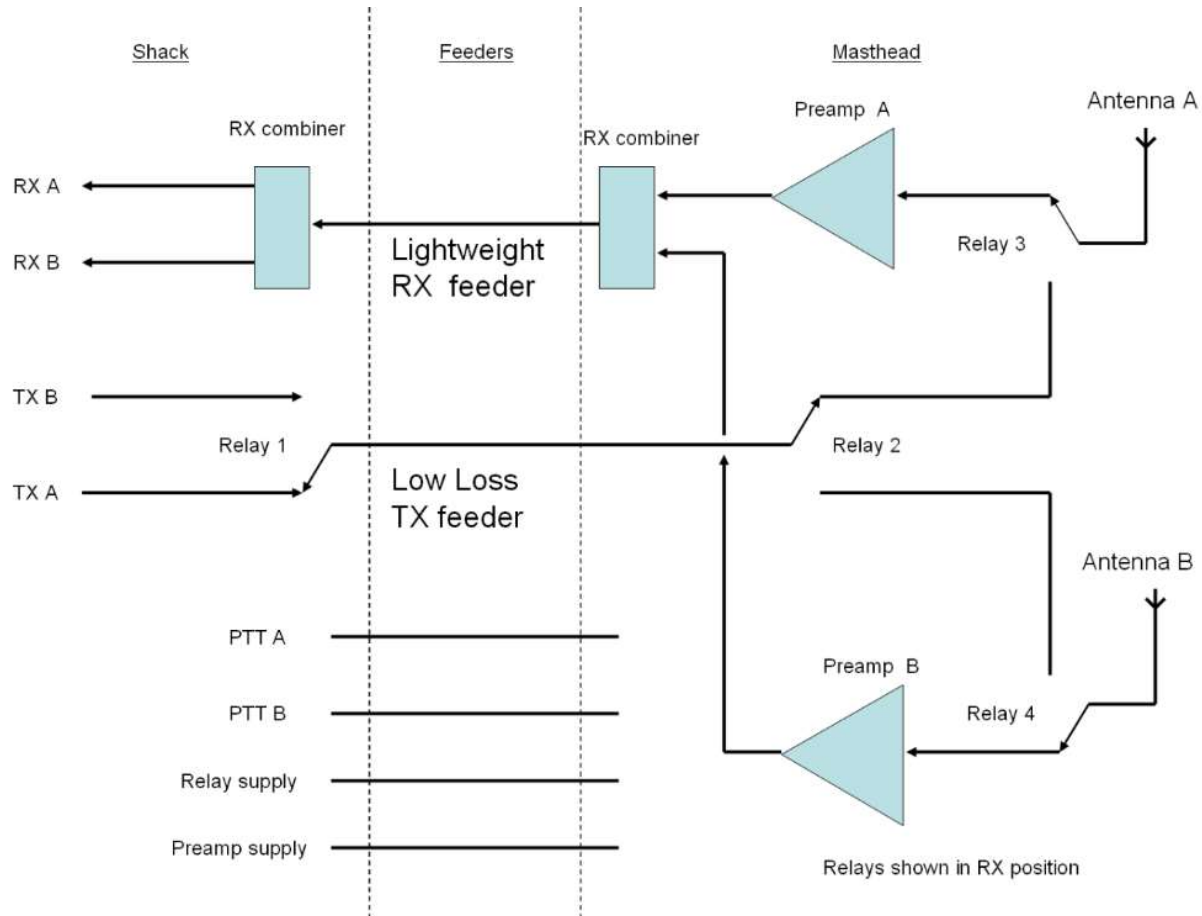 Shack
Feeders
Masthead
Antenna A
Preamp A
RX combiner
RX combiner
RX A
RX B
Relay 3
Lightweight
RX feeder
TX B
Relay 1
Relay 2
TX A
Low Loss
TX feeder
Antenna B
PTT A
PTT B
Preamp B
Relay 4
Relay supply
Preamp supply
Relays shown in RX position